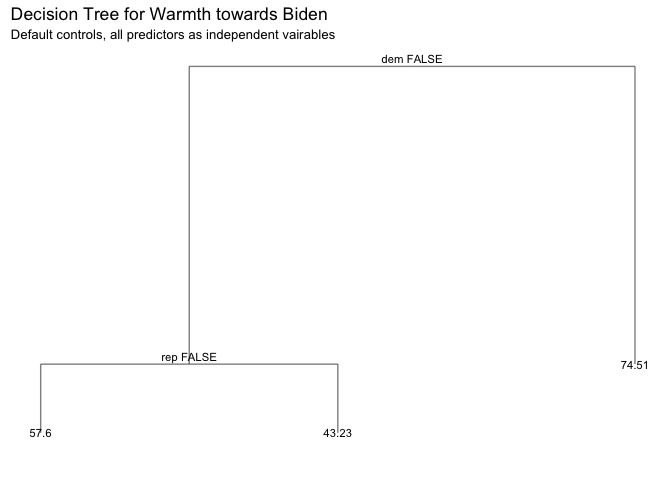 Decision Tree for Warmth towards Biden
Default controls, all predictors as independent vairables
dem FALSE
rep FALSE
74.51
57.6
43.23